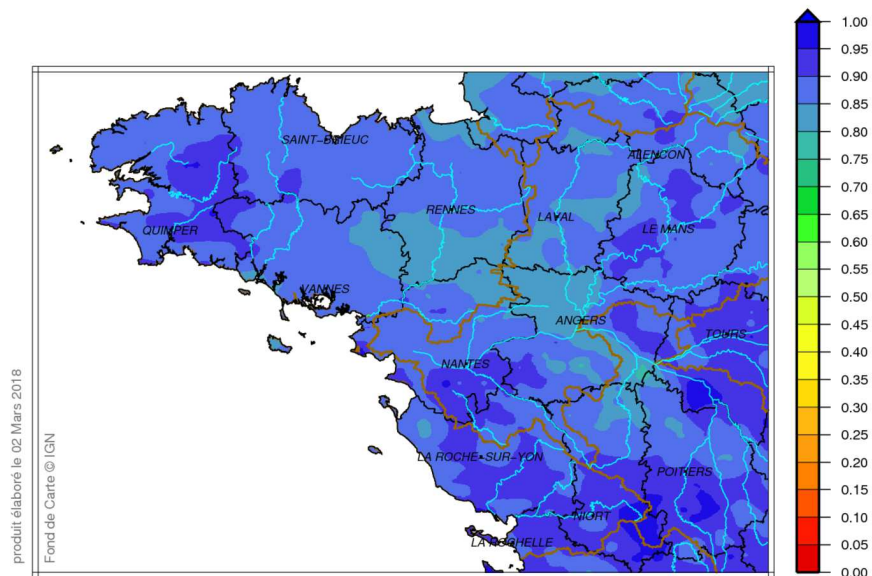 SAINT-BRIEUC
ALENCON
RENNES
LAVAL
QUIMPER
LE MANS
VANNES
ANGERS
TOURS
NANTES
LA ROCHE-SUR-YON
POITIERS
NIORT
LA ROCHELLE
produit élaboré le 02 Mars 2018
Fond de Carte © IGN
1.00
0.95
0.90
0.85
0.80
0.75
0.70
0.65
0.60
0.55
0.50
0.45
0.40
0.35
0.30
0.25
0.20
0.15
0.10
0.05
0.00